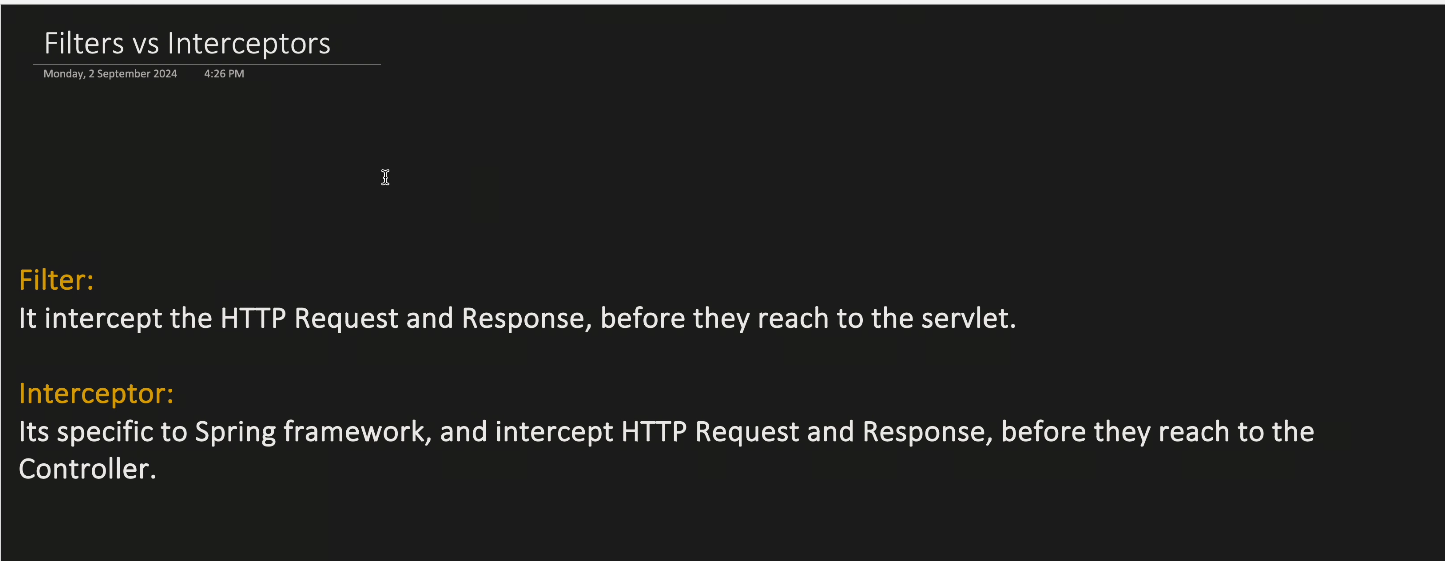 Filters vs Interceptors
Monday, 2 September 2024 4:26 PM
Filter:
It intercept the HTTP Request and Response, before they reach to the servlet.
Interceptor:
Its specific to Spring framework, and intercept HTTP Request and Response, before they reach to the
Controller.